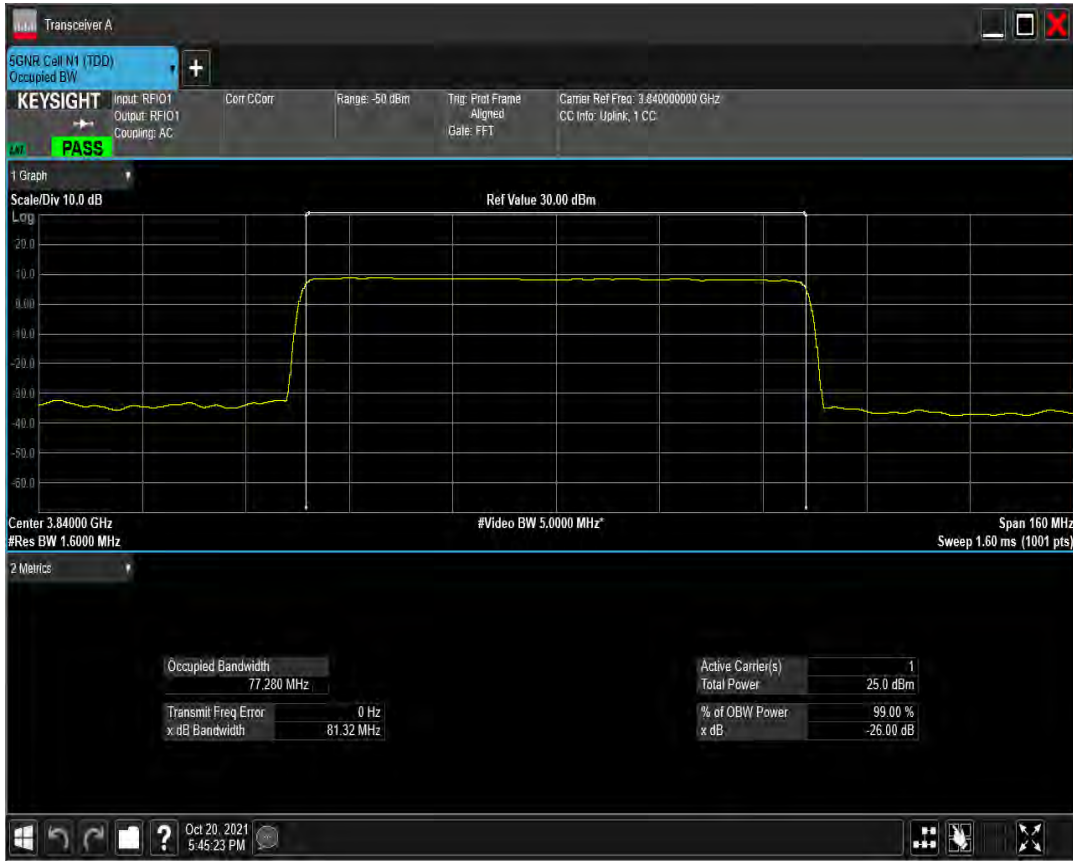 Transceiver A
5GNR Cell N1 (TDD)
Occupied BW
+
KEYSIGHT
Input: RFIO1
Output: RFIO1
Coupling: AC
Corr CCorr
Range: -50 dBm
Trig: Prot Frame
Aligned
Gate: FFT
Carrier Ref Freq: 3.840000000 GHz
CC Info: Uplink, 1 CC
PASS
1 Graph
Scale/Div 10.0 dB
Ref Value 30.00 dBm
Log
20.0
10.0
0.00
-10.0
-20.0
-30.0
-40.0
-50.0
-60.0
Center 3.84000 GHz
#Video BW 5.0000 MHz*
Span 160 MHz
#Res BW 1.6000 MHz
Sweep 1.60 ms (1001 pts)
2 Metrics
Occupied Bandwidth
77.280 MHz
Transmit Freq Error 0 Hz
x dB Bandwidth 81.32 MHz
Active Carrier(s) 1
Total Power 25.0 dBm
% of OBW Power 99.00 %
x dB -26.00 dB
?
Oct 20, 2021
5:45:23 PM